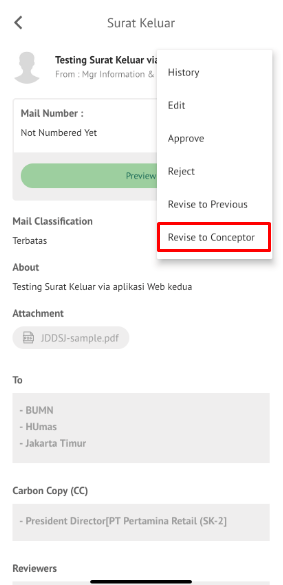 Surat Keluar
Testing Surat Keluar via
From : Mgr Information &
History
Edit
Approve
Reject
Revise to Previous
Revise to Conceptor
Mail Number :
Not Numbered Yet
Preview
Mail Classification
Terbatas
About
Testing Surat Keluar via aplikasi Web kedua
Attachment
JDDSJ-sample.pdf
To
- BUMN
- HUmas
- Jakarta Timur
Carbon Copy (CC)
- President Director[PT Pertamina Retail (SK-2]
Reviewers